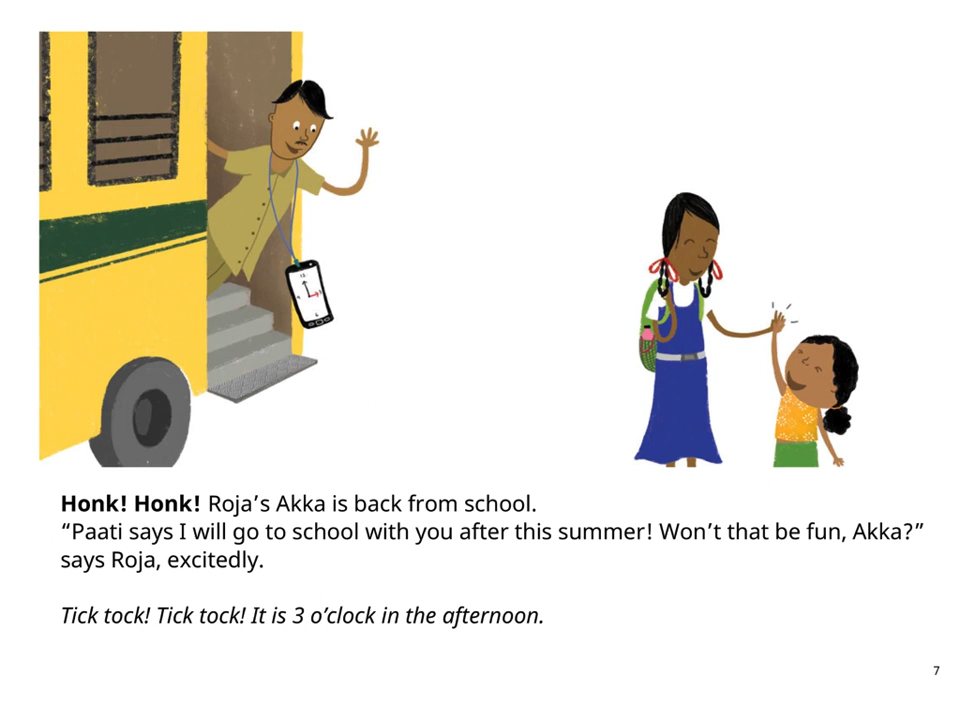 Honk! Honk! Roja’s Akka is back from school.
“Paati says I will go to school with you after this summer! Won’t that be fun, Akka?”
says Roja, excitedly.
Tick tock! Tick tock! It is 3 o’clock in the afternoon.
7